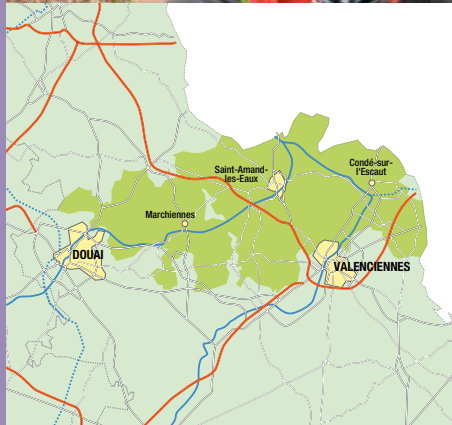 Saint-Amand-
les-Eaux
Condé-sur-
l'Escaut
Marchiennes
DOUAI
VALENCIENNES